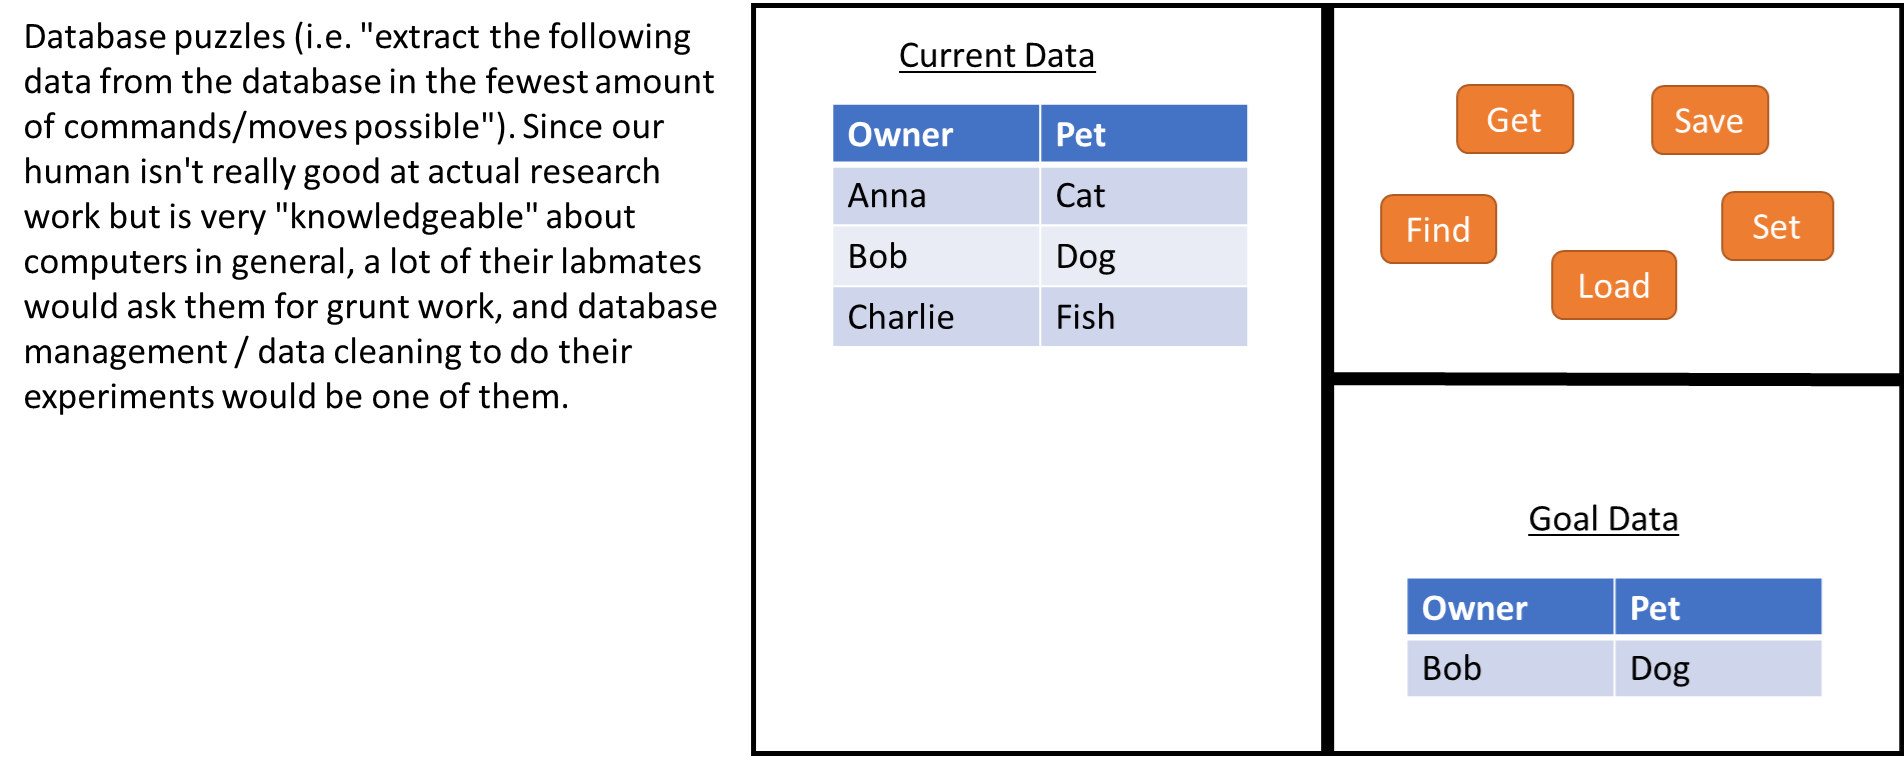 Database puzzles (i.e. "extract the following
data from the database in the fewest amount
of commands/moves possible"). Since our
human isn't really good at actual research
work but is very "knowledgeable" about
computers in general, a lot of their labmates
would ask them for grunt work, and database
management / data cleaning to do their
experiments would be one of them.
Current Data
Owner Pet
Anna Cat
Bob Dog
Charlie Fish
Get Save
Find Set
Load
Goal Data
Owner Pet
Bob Dog